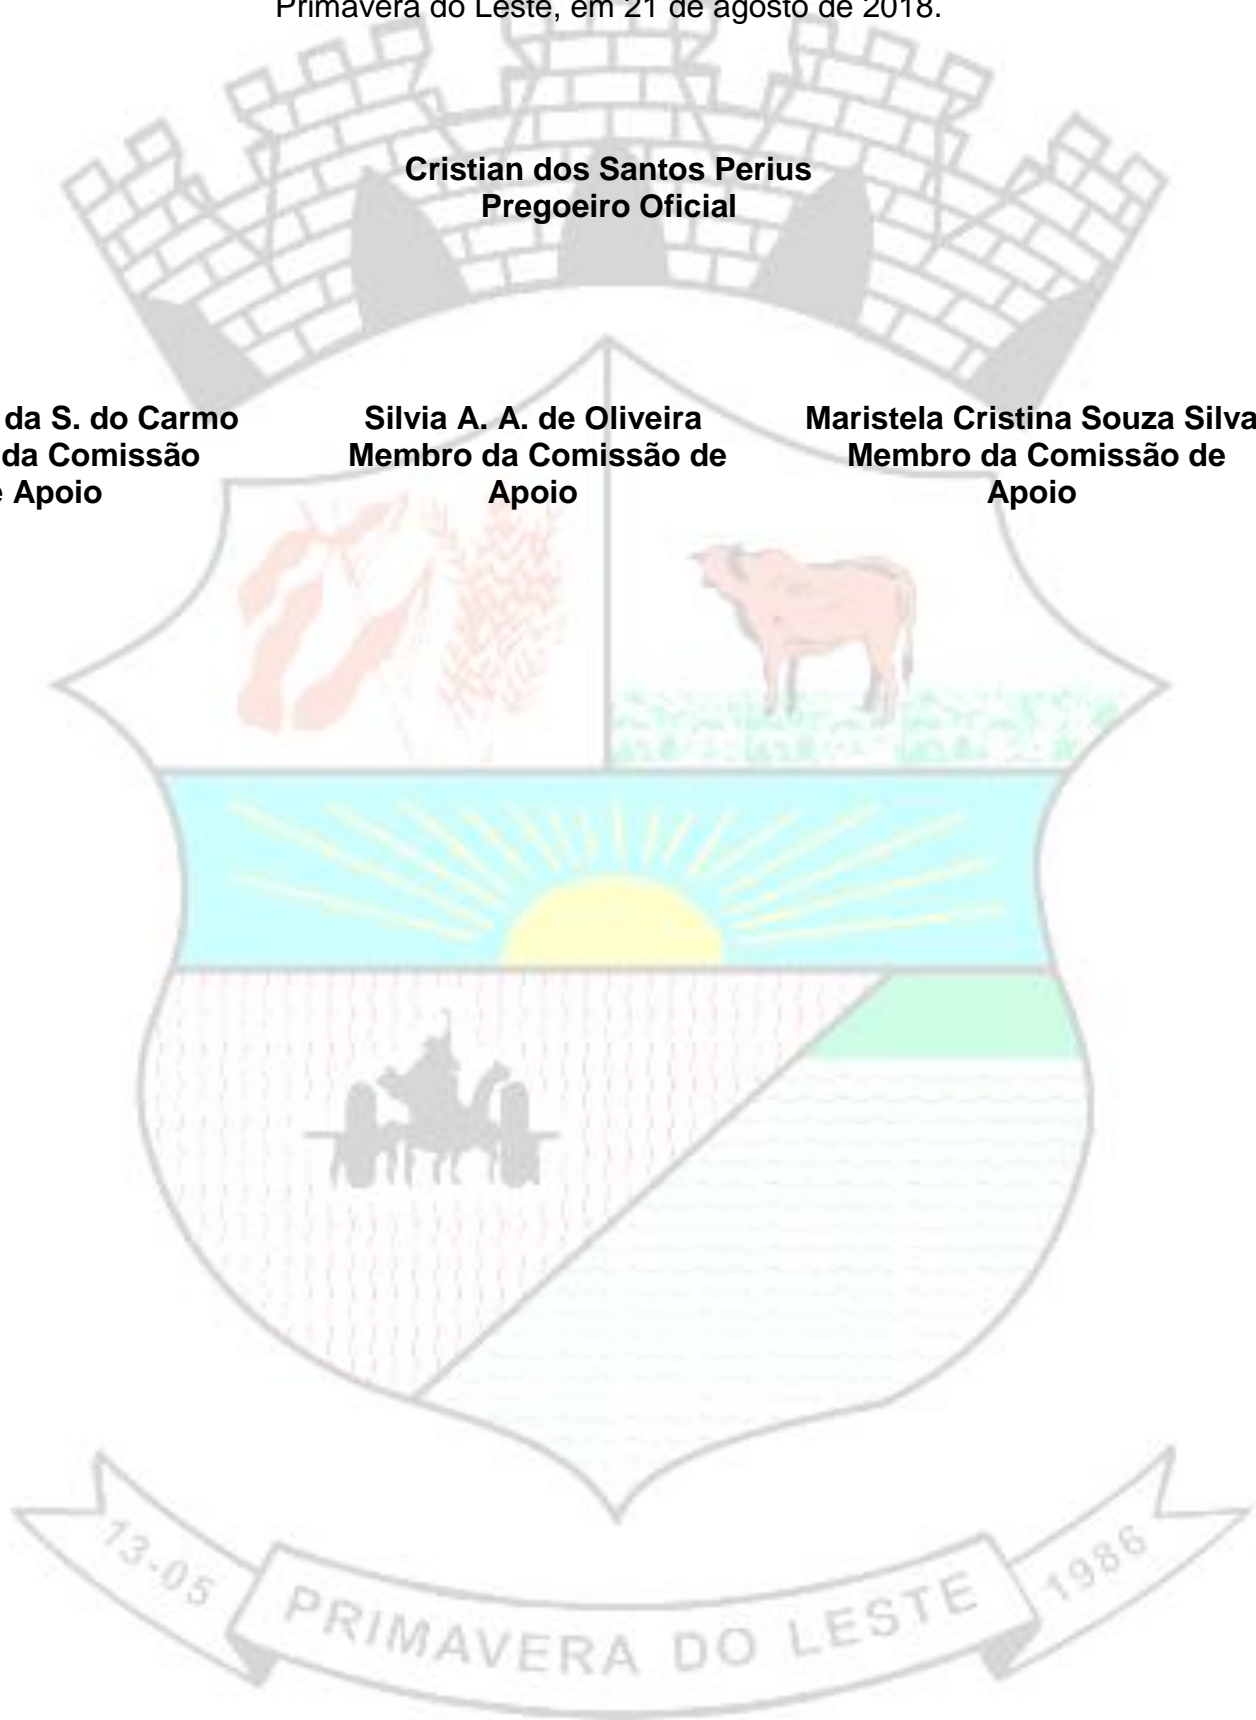 Primavera do Leste, em 21 de agosto de 2018.
Cristian dos Santos Perius
Pregoeiro Oficial
da S. do Carmo
da Comissão
Apoio
Silvia A. A. de Oliveira
Membro da Comissão de
Apoio
Maristela Cristina Souza Silva
Membro da Comissão de
Apoio
13-05
PRIMAVERA DO LESTE
1986